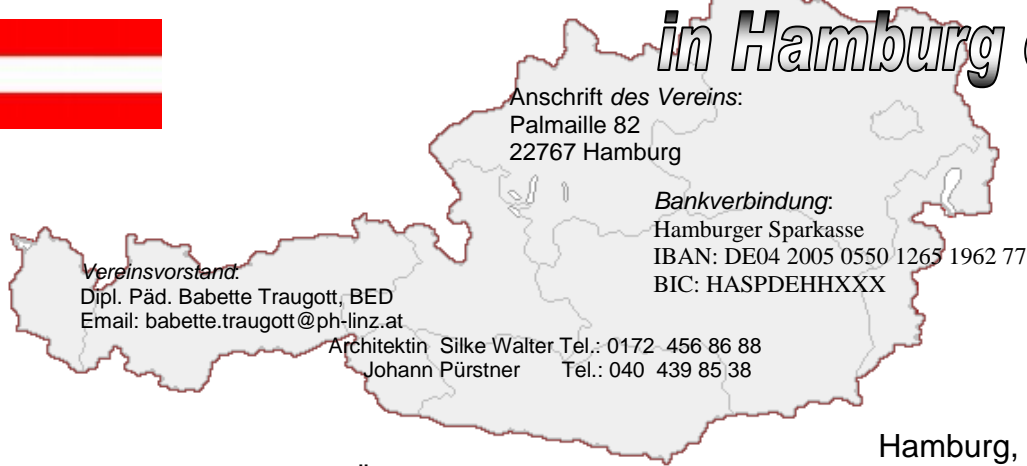 in Hamburg
Anschrift des Vereins:
Palmaille 82
22767 Hamburg
Bankverbindung:
Hamburger Sparkasse
IBAN: DE04 2005 0550 1265 1962 77
BIC: HASPDEHHXXX
Vereinsvorstand:
Dipl. Päd. Babette Traugott, BED
Email: babette.traugott@ph-linz.at
Architektin Silke Walter Tel.: 0172 456 86 88
Johann Pürstner Tel.: 040 439 85 38
Hamburg,